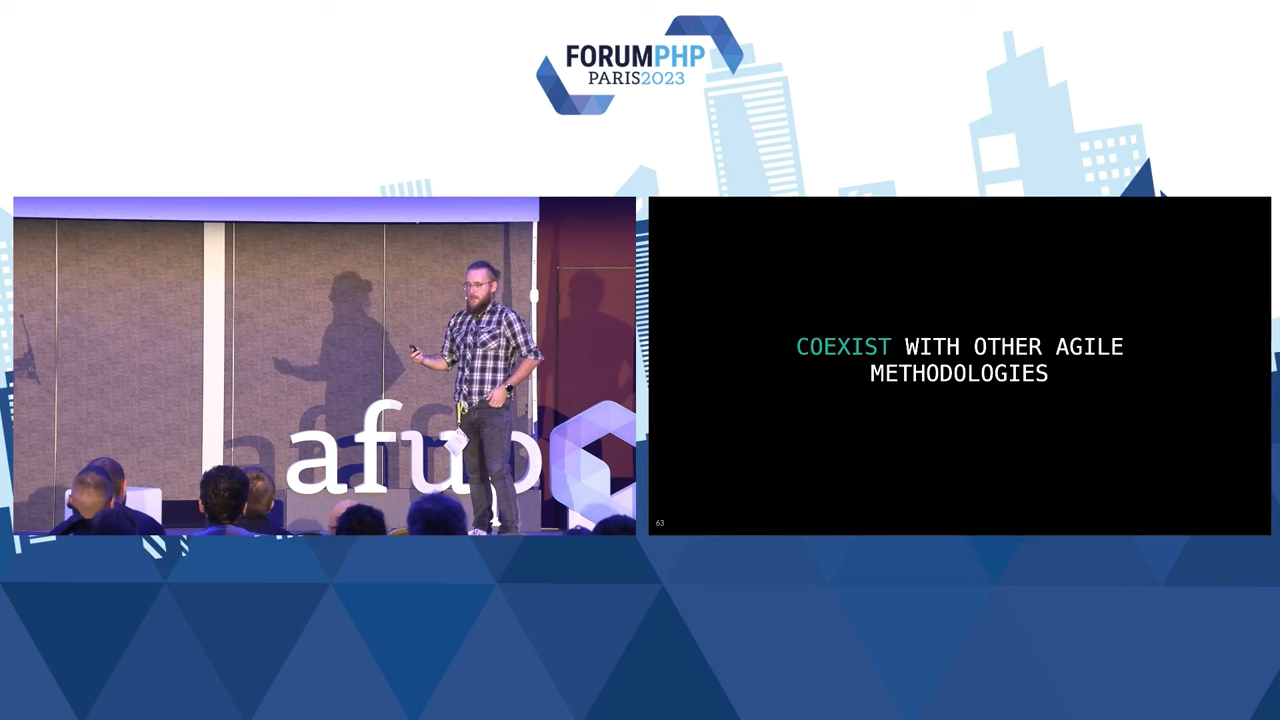 FORUMPHP
PARIS2023
afup
COEXIST WITH OTHER AGILE
METHODOLOGIES
63